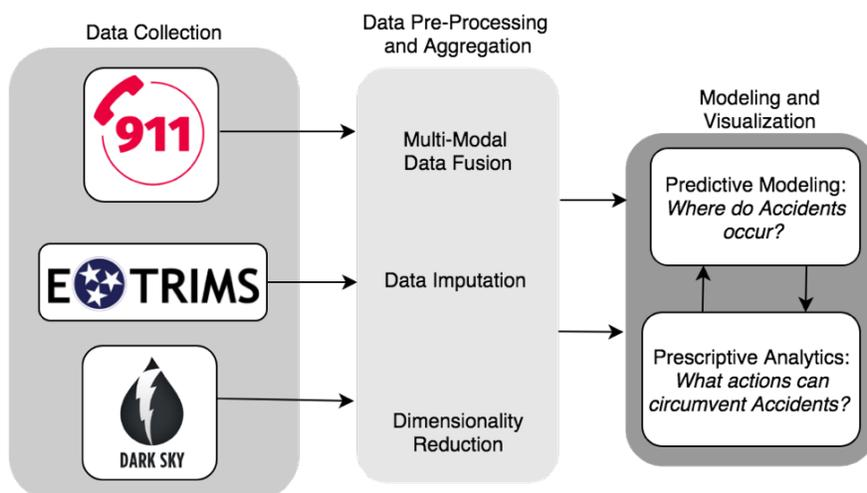 Data Collection
911
E TRIMS
DARK SKY
Data Pre-Processing
and Aggregation
Multi-Modal
Data Fusion
Data Imputation
Dimensionality
Reduction
Modeling and
Visualization
Predictive Modeling:
Where do Accidents
occur?
Prescriptive Analytics:
What actions can
circumvent Accidents?